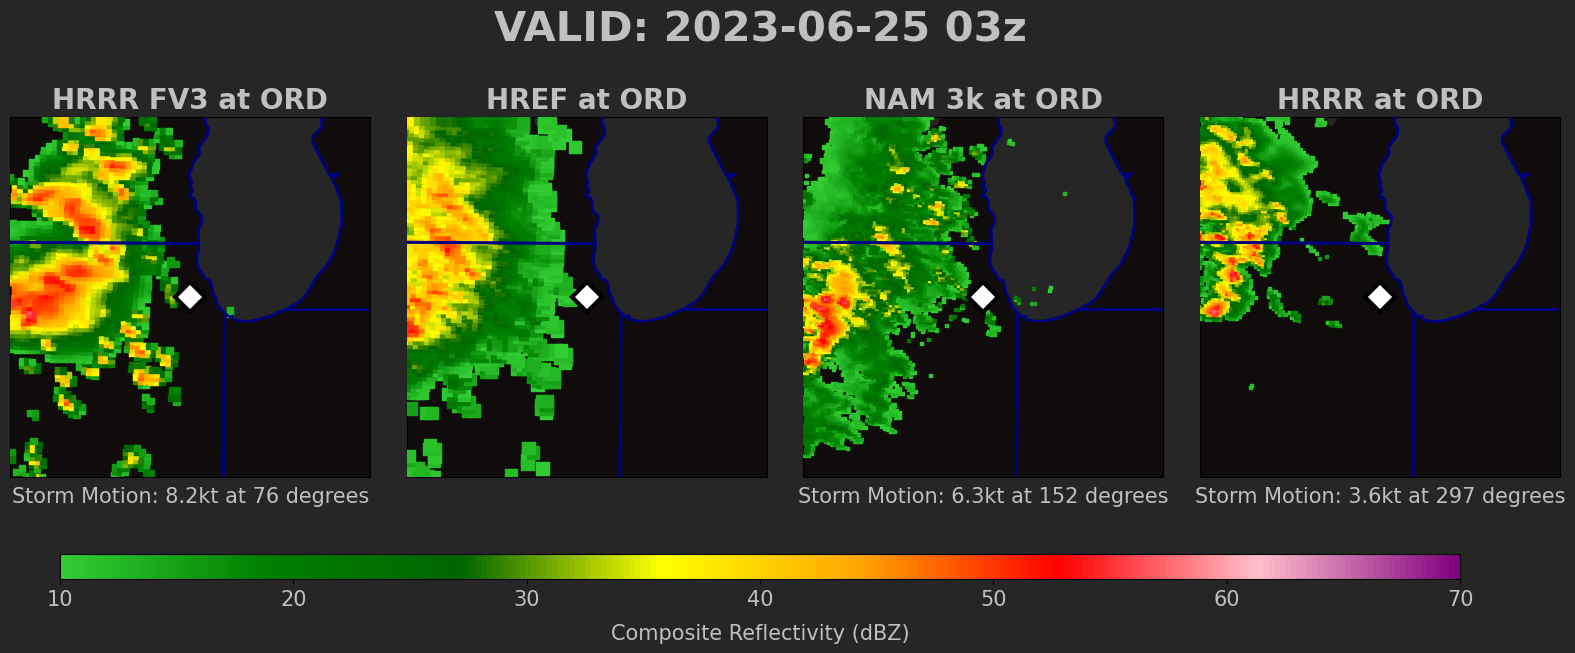 VALID: 2023-06-25 03z
HRRR FV3 at ORD
HREF at ORD
NAM 3k at ORD
HRRR at ORD
Storm Motion: 8.2kt at 76 degrees
Storm Motion: 6.3kt at 152 degrees
Storm Motion: 3.6kt at 297 degrees
10 20 30 40 50 60 70
Composite Reflectivity (dBZ)